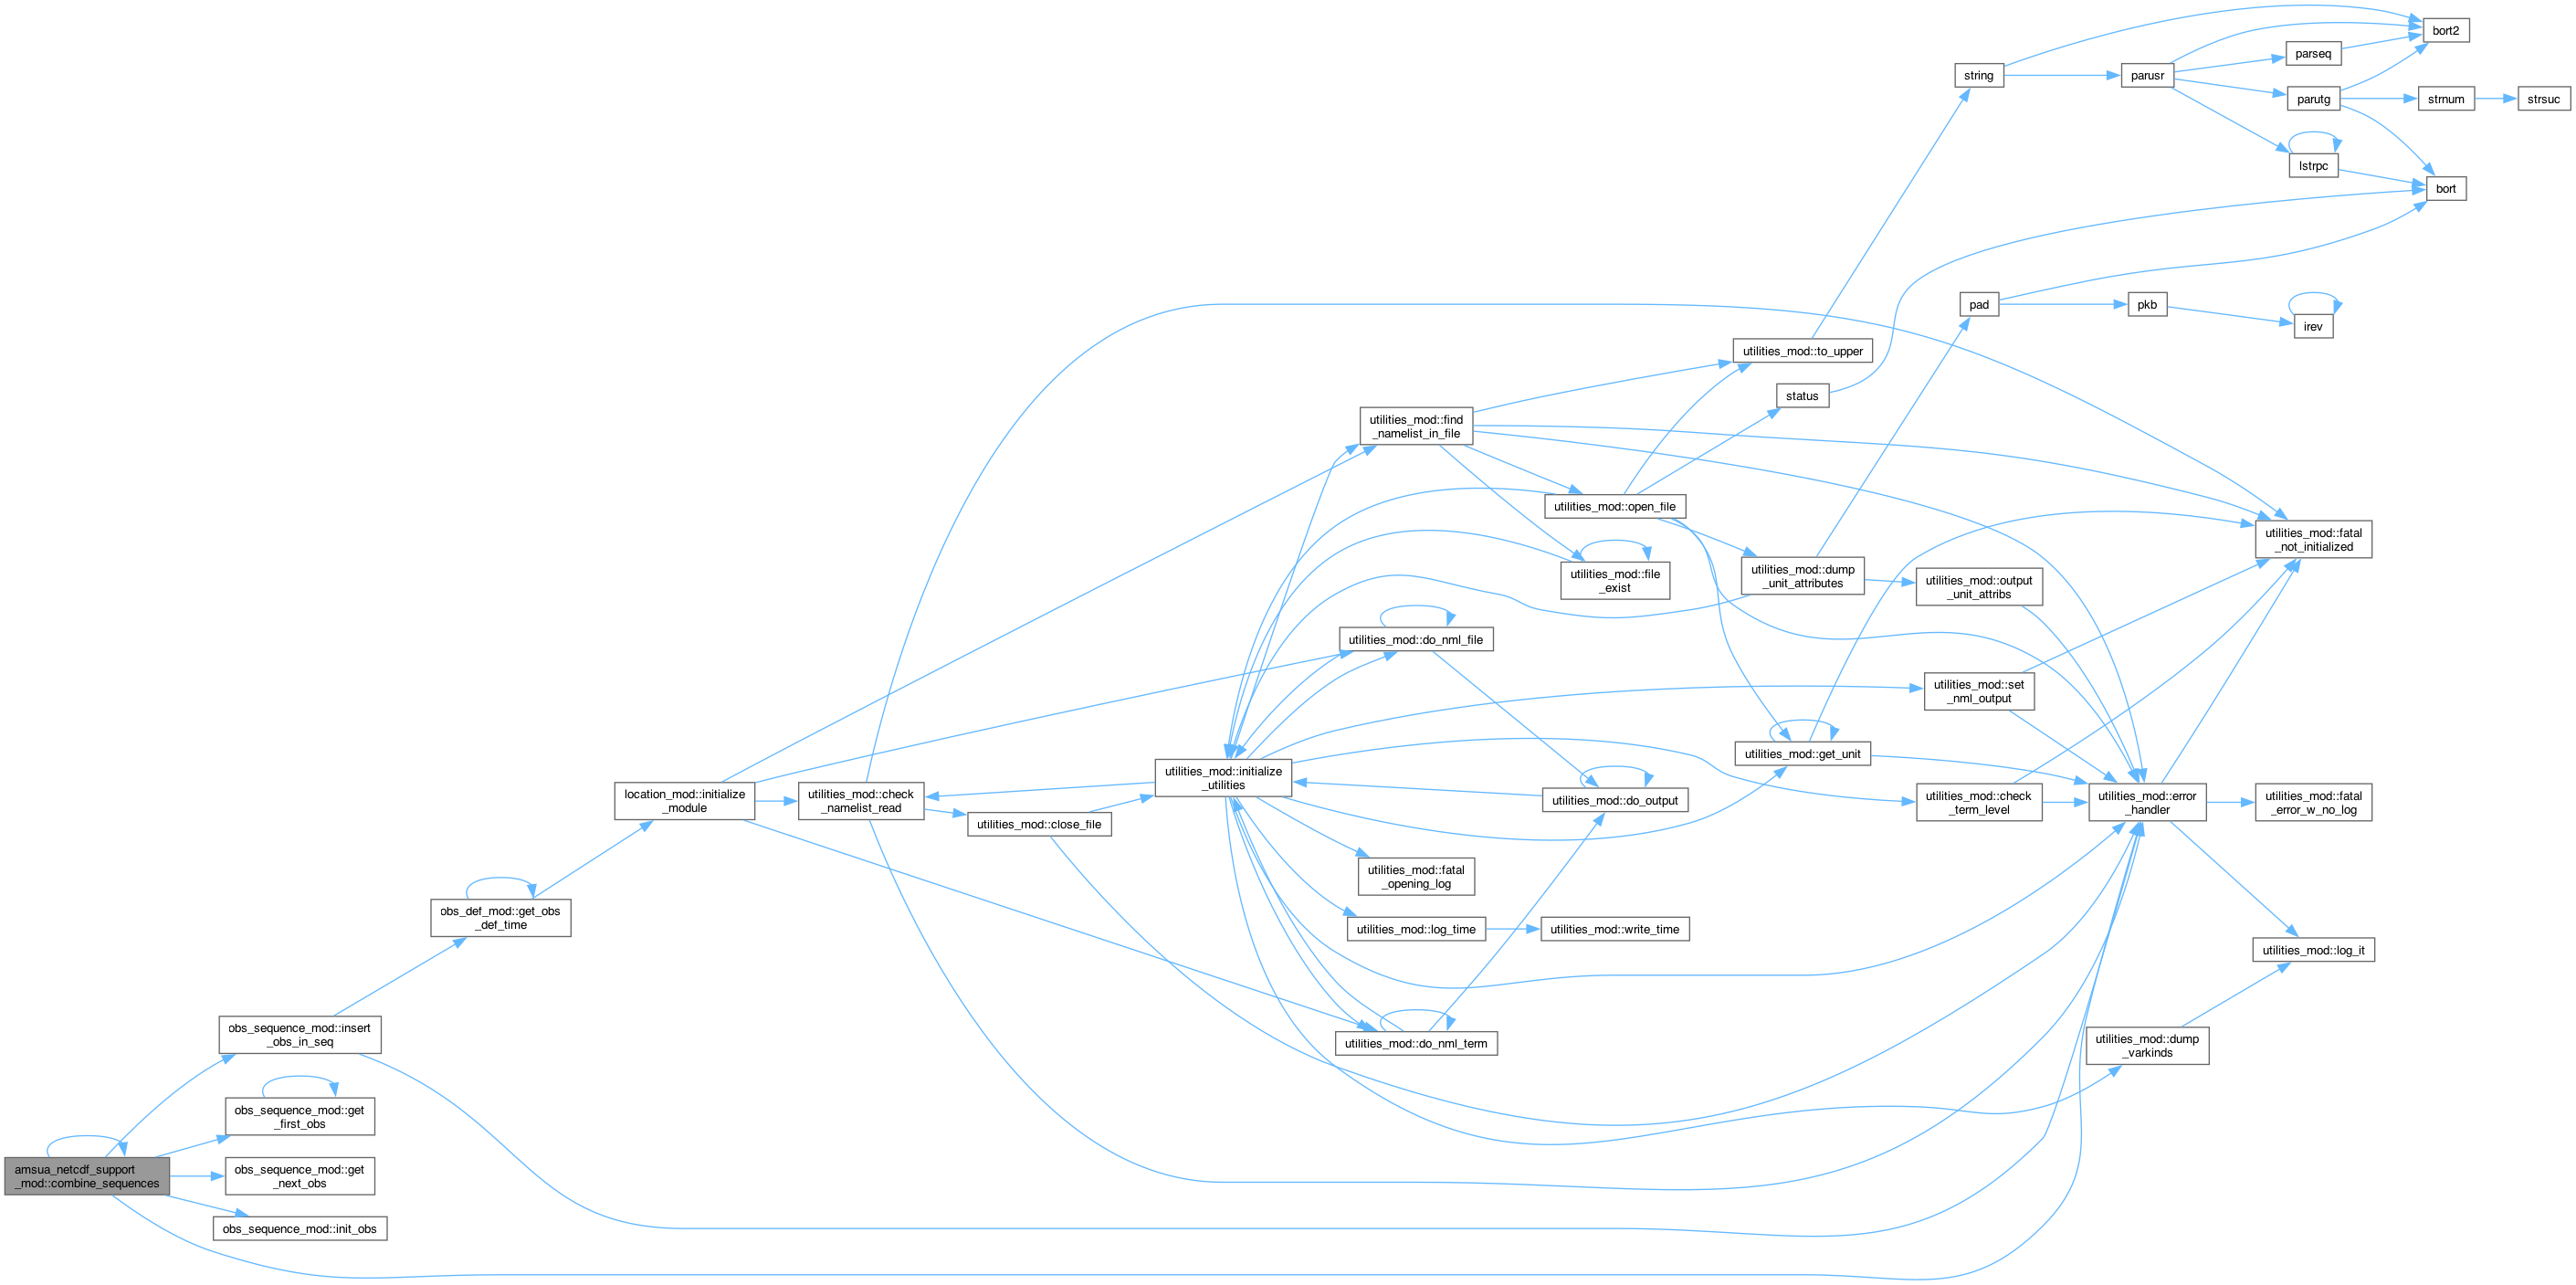 bort2
parseq
string
parusr
parutg
strnum
strsuc
lstrpc
bort
pad
pkb
irev
utilities_mod::to_upper
status
utilities_mod::find
_namelist_in_file
utilities_mod::open_file
utilities_mod::fatal
_not_initialized
utilities_mod::file
_exist
utilities_mod::dump
_unit_attributes
utilities_mod::output
_unit_attribs
utilities_mod::do_nml_file
utilities_mod::set
_nml_output
utilities_mod::get_unit
utilities_mod::initialize
_utilities
location_mod::initialize
_module
utilities_mod::check
_namelist_read
utilities_mod::close_file
utilities_mod::do_output
utilities_mod::check
_term_level
utilities_mod::error
_handler
utilities_mod::fatal
_error_w_no_log
utilities_mod::fatal
_opening_log
obs_def_mod::get_obs
_def_time
utilities_mod::log_time
utilities_mod::write_time
utilities_mod::log_it
obs_sequence_mod::insert
_obs_in_seq
utilities_mod::do_nml_term
utilities_mod::dump
_varkinds
obs_sequence_mod::get
_first_obs
amsua_netcdf_support
_mod::combine_sequences
obs_sequence_mod::get
_next_obs
obs_sequence_mod::init_obs